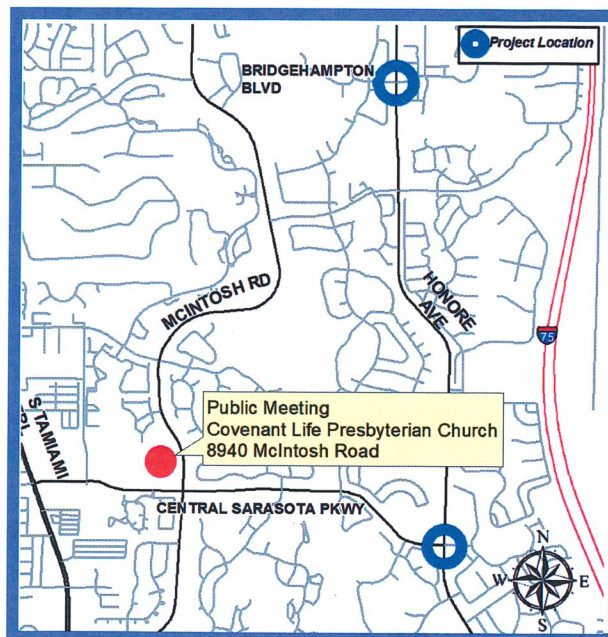 Project Location
BRIDGEHAMPTON
BLVD
MCINTOSH RD
HONORE
AVE
75
Public Meeting
Covenant Life Presbyterian Church
8940 McIntosh Road
S TAMIAMI
TRL
CENTRAL SARASOTA PKWY
N
W
E
S